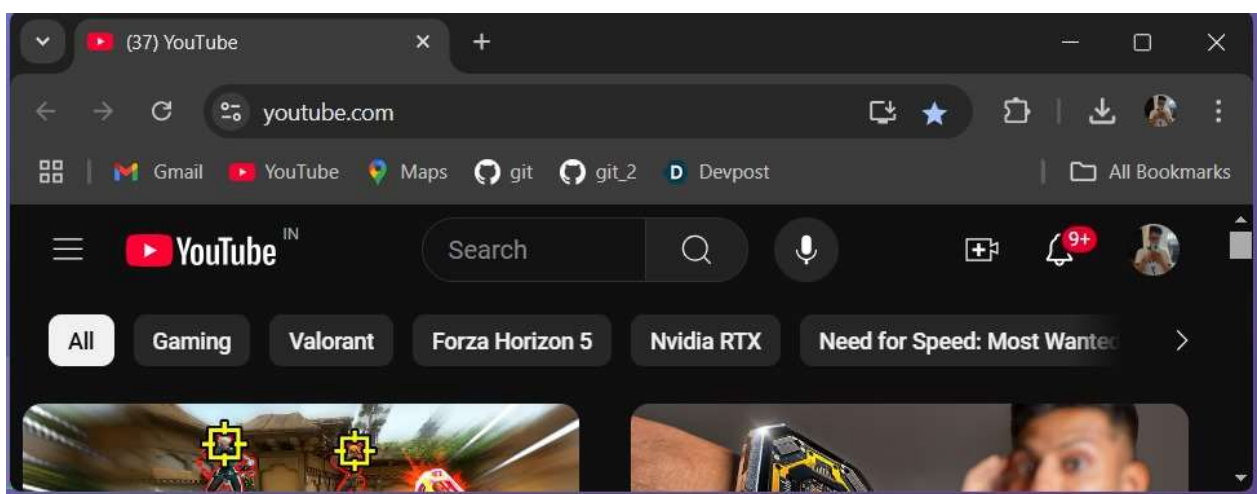 (37) YouTube
youtube.com
Gmail YouTube Maps git git_2 Devpost All Bookmarks
YouTube IN Search 9+
All Gaming Valorant Forza Horizon 5 Nvidia RTX Need for Speed: Most Wanted